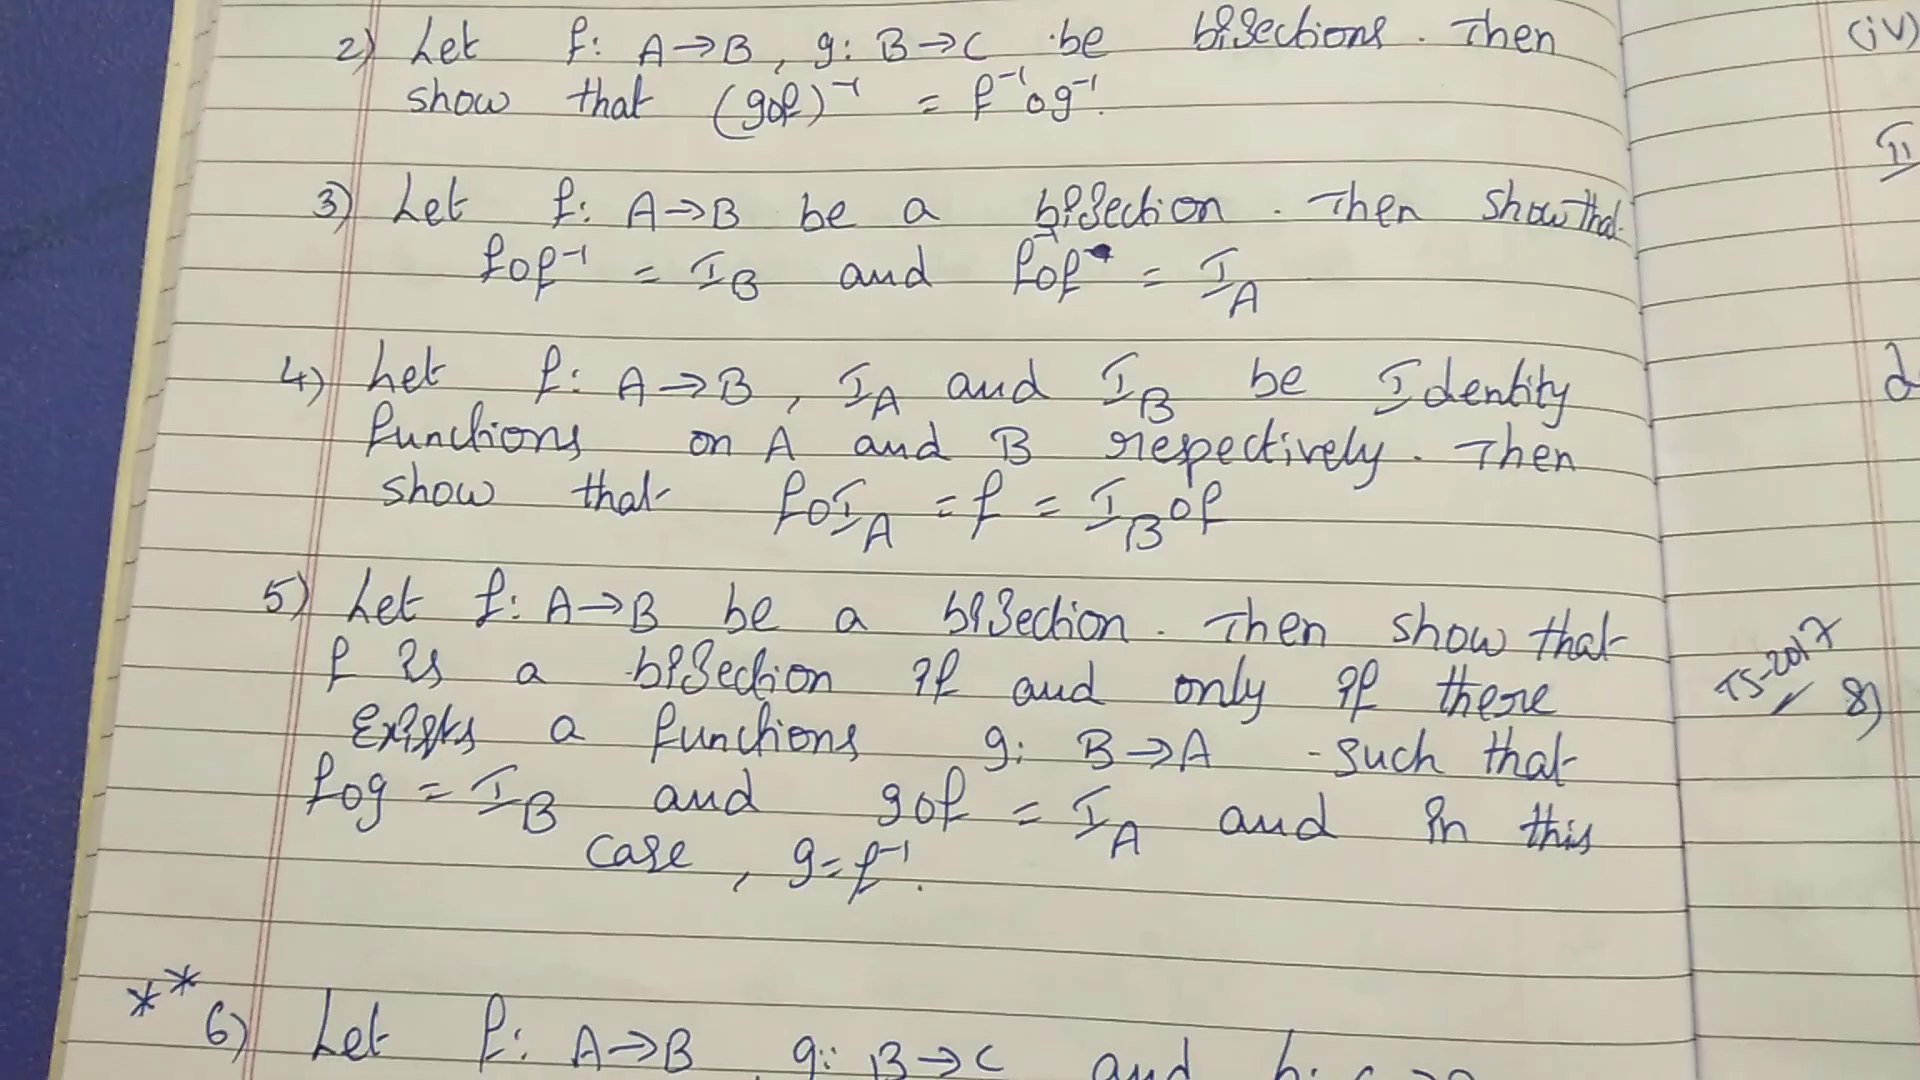 2) Let f: A→B, g: B→C be bijections. Then
show that (gof)⁻¹ = f⁻¹og⁻¹.
3) Let f: A→B be a bijection. Then show that
fof⁻¹ = I_B and f⁻¹of = I_A
4) Let f: A→B, I_A and I_B be Identity
functions on A and B respectively. Then
show that foI_A = f = I_Bof
5) Let f: A→B be a bijection. Then show that
f is a bijection if and only if there
Exists a functions g: B→A such that
fog = I_B and gof = I_A and in this
case, g=f⁻¹.
** 6) Let f: A→B, g: B→C and
(iv)
II
TS-2017
8)